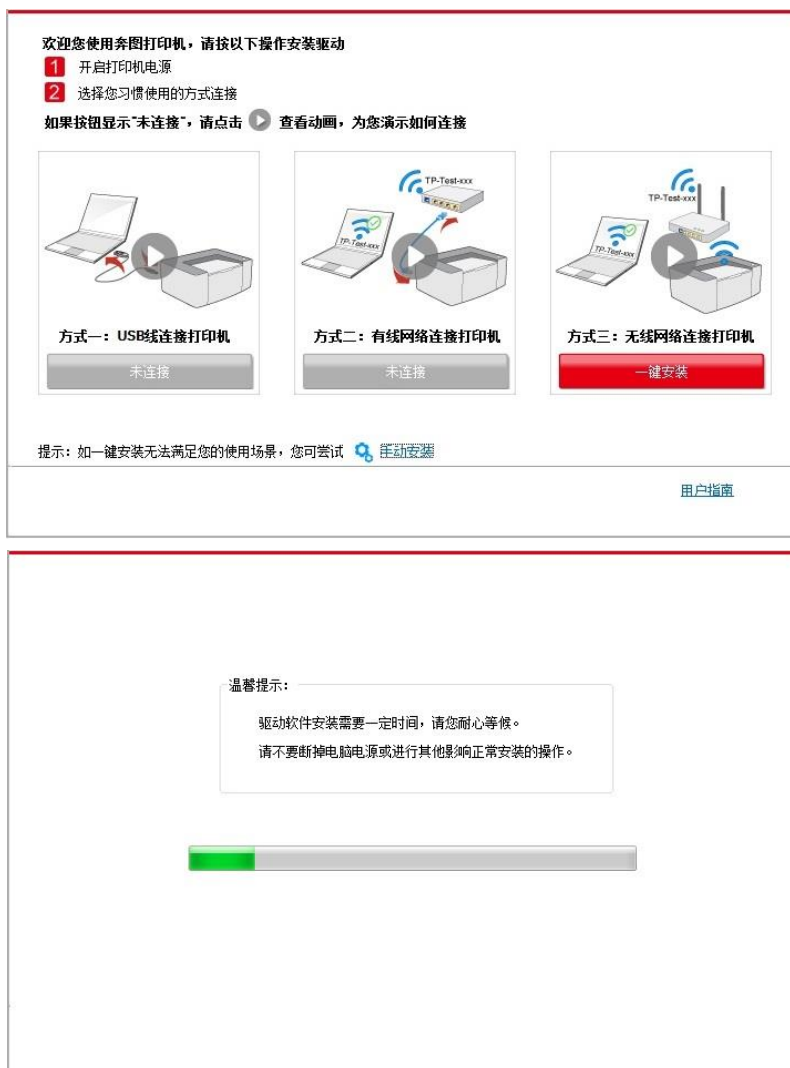 欢迎您使用奔图打印机，请按以下操作安装驱动
1 开启打印机电源
2 选择您习惯使用的方式连接
如果按钮显示"未连接"，请点击 查看动画，为您演示如何连接
TP-Test-xxx
TP-Test-xxx
TP-Test-xxx
TP-Test-xxx
方式一：USB线连接打印机
方式二：有线网络连接打印机
方式三：无线网络连接打印机
未连接
未连接
一键安装
提示：如一键安装无法满足您的使用场景，您可尝试 手动安装
用户指南
温馨提示：
驱动软件安装需要一定时间，请您耐心等候。
请不要断掉电脑电源或进行其他影响正常安装的操作。